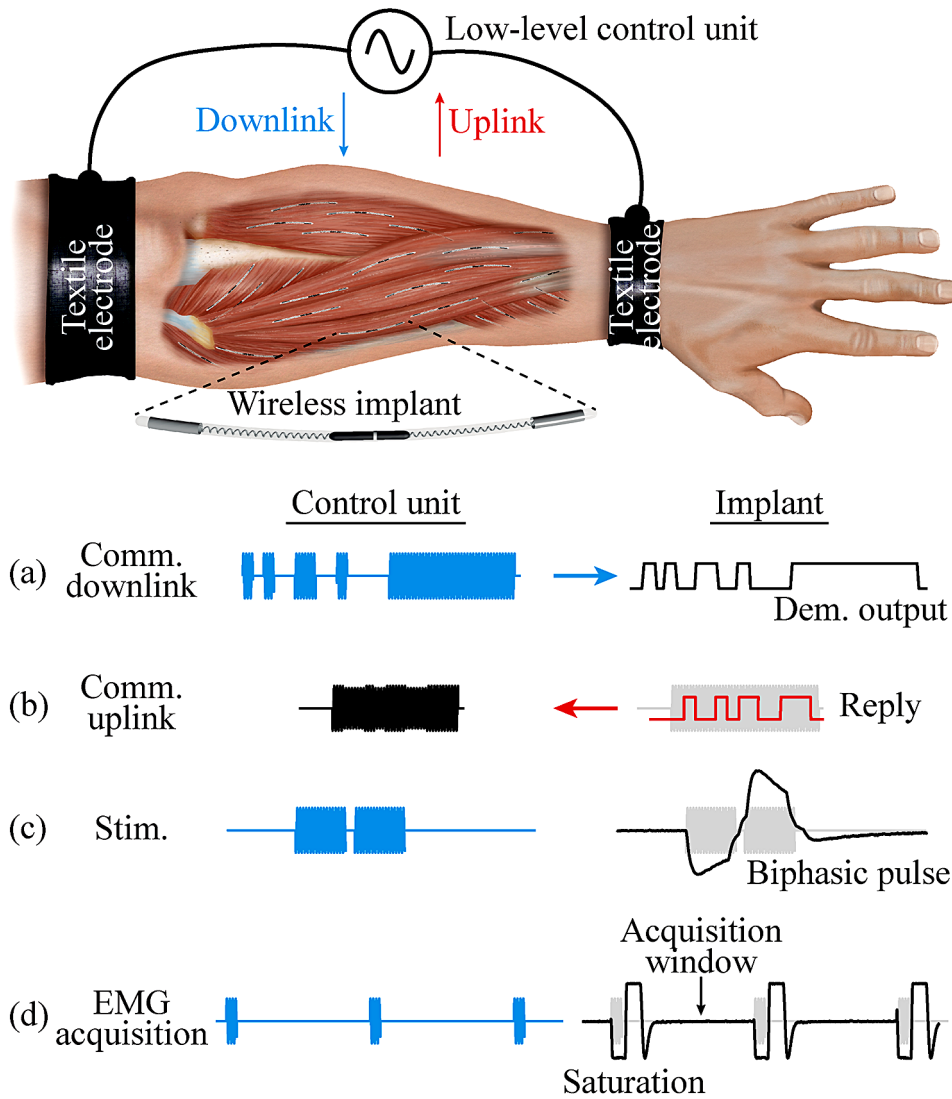 Low-level control unit
Downlink
Uplink
Textile
electrode
Textile
electrode
Wireless implant
Control unit
Implant
(a)
Comm.
downlink
Dem. output
(b)
Comm.
uplink
Reply
(c)
Stim.
Biphasic pulse
(d)
EMG
acquisition
Acquisition
window
Saturation